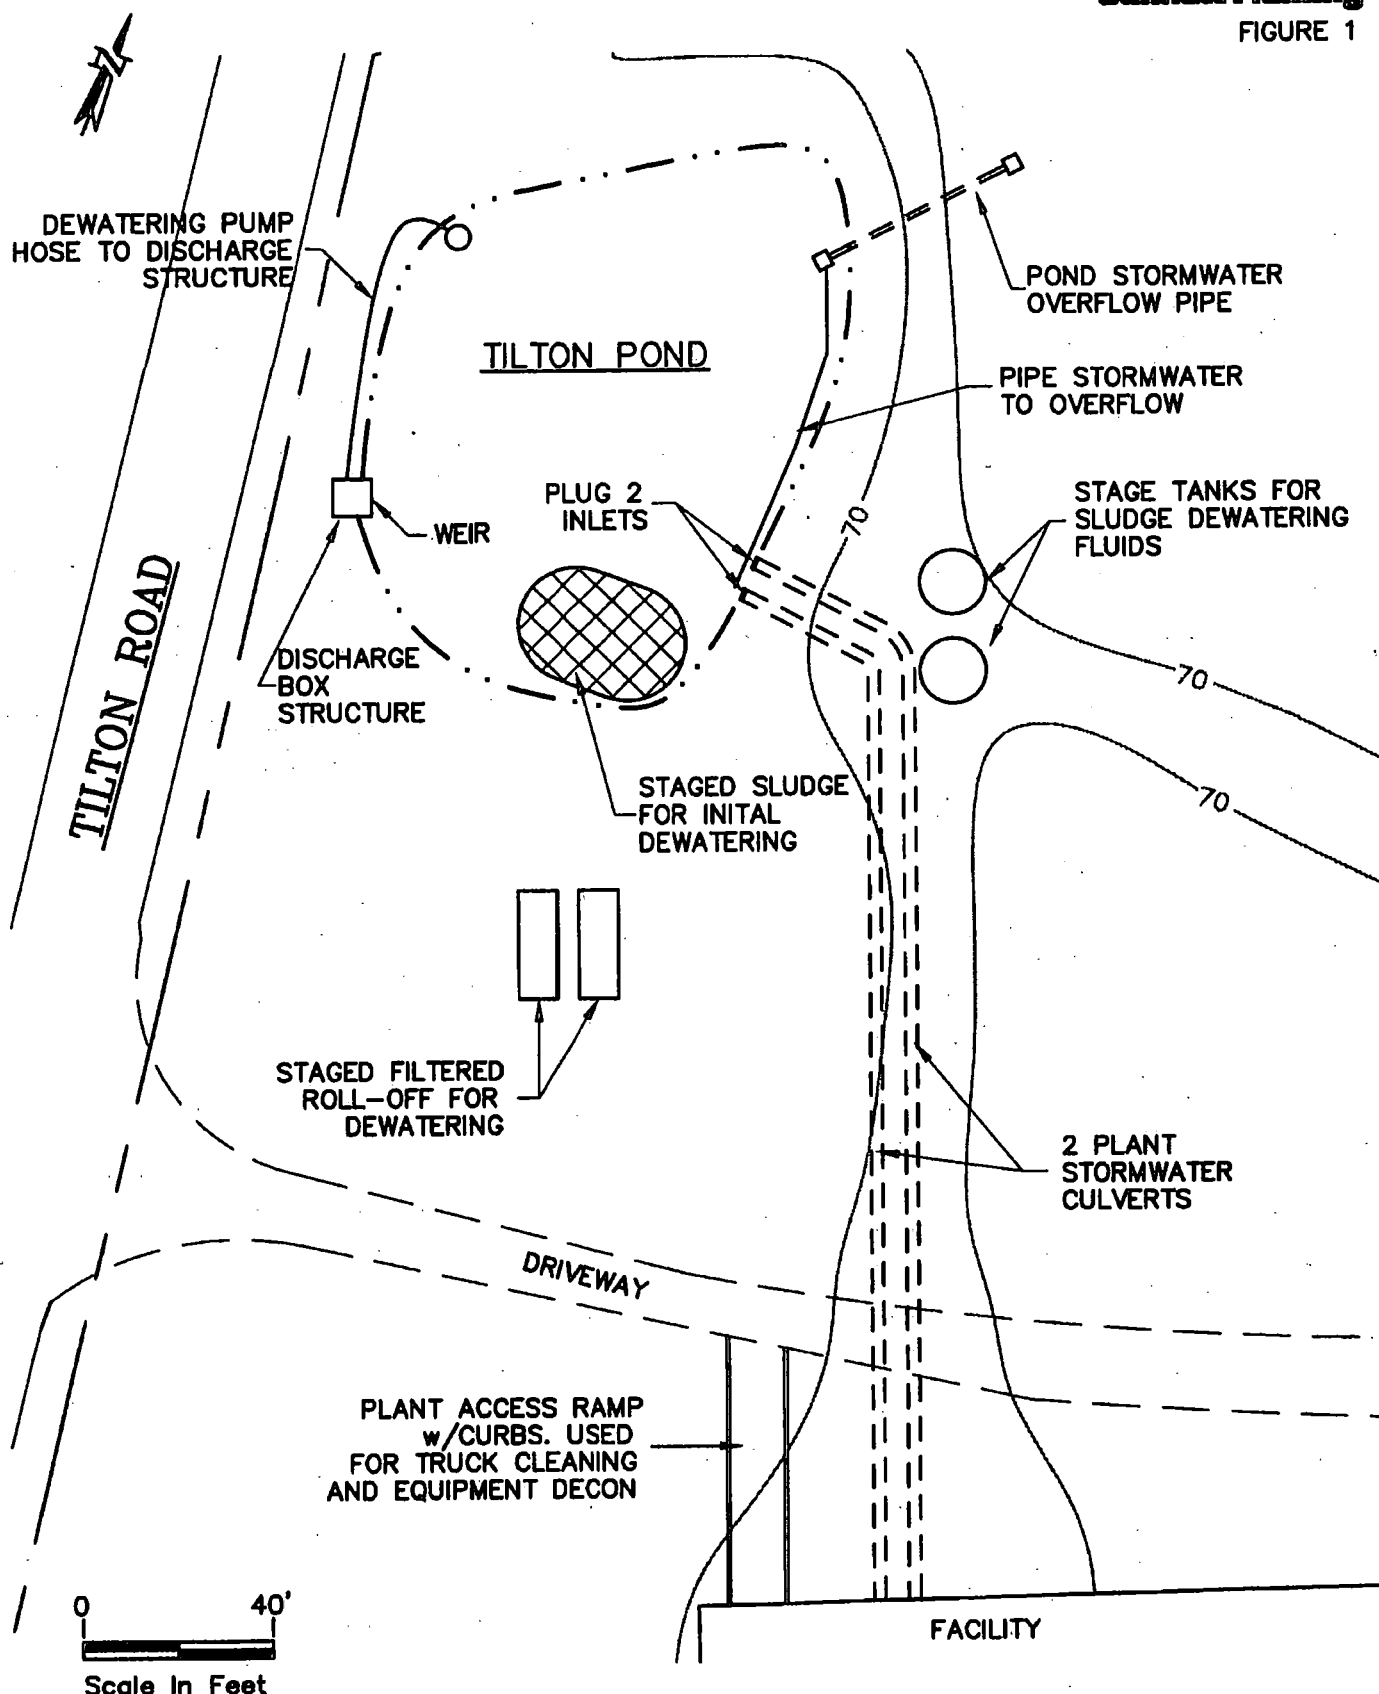 FIGURE 1
N
DEWATERING PUMP
HOSE TO DISCHARGE
STRUCTURE
POND STORMWATER
OVERFLOW PIPE
TILTON POND
PIPE STORMWATER
TO OVERFLOW
PLUG 2
INLETS
WEIR
70
STAGE TANKS FOR
SLUDGE DEWATERING
FLUIDS
TILTON ROAD
DISCHARGE
BOX
STRUCTURE
70
STAGED SLUDGE
FOR INITAL
DEWATERING
70
STAGED FILTERED
ROLL-OFF FOR
DEWATERING
2 PLANT
STORMWATER
CULVERTS
DRIVEWAY
PLANT ACCESS RAMP
w/CURBS. USED
FOR TRUCK CLEANING
AND EQUIPMENT DECON
0 40'
Scale In Feet
FACILITY